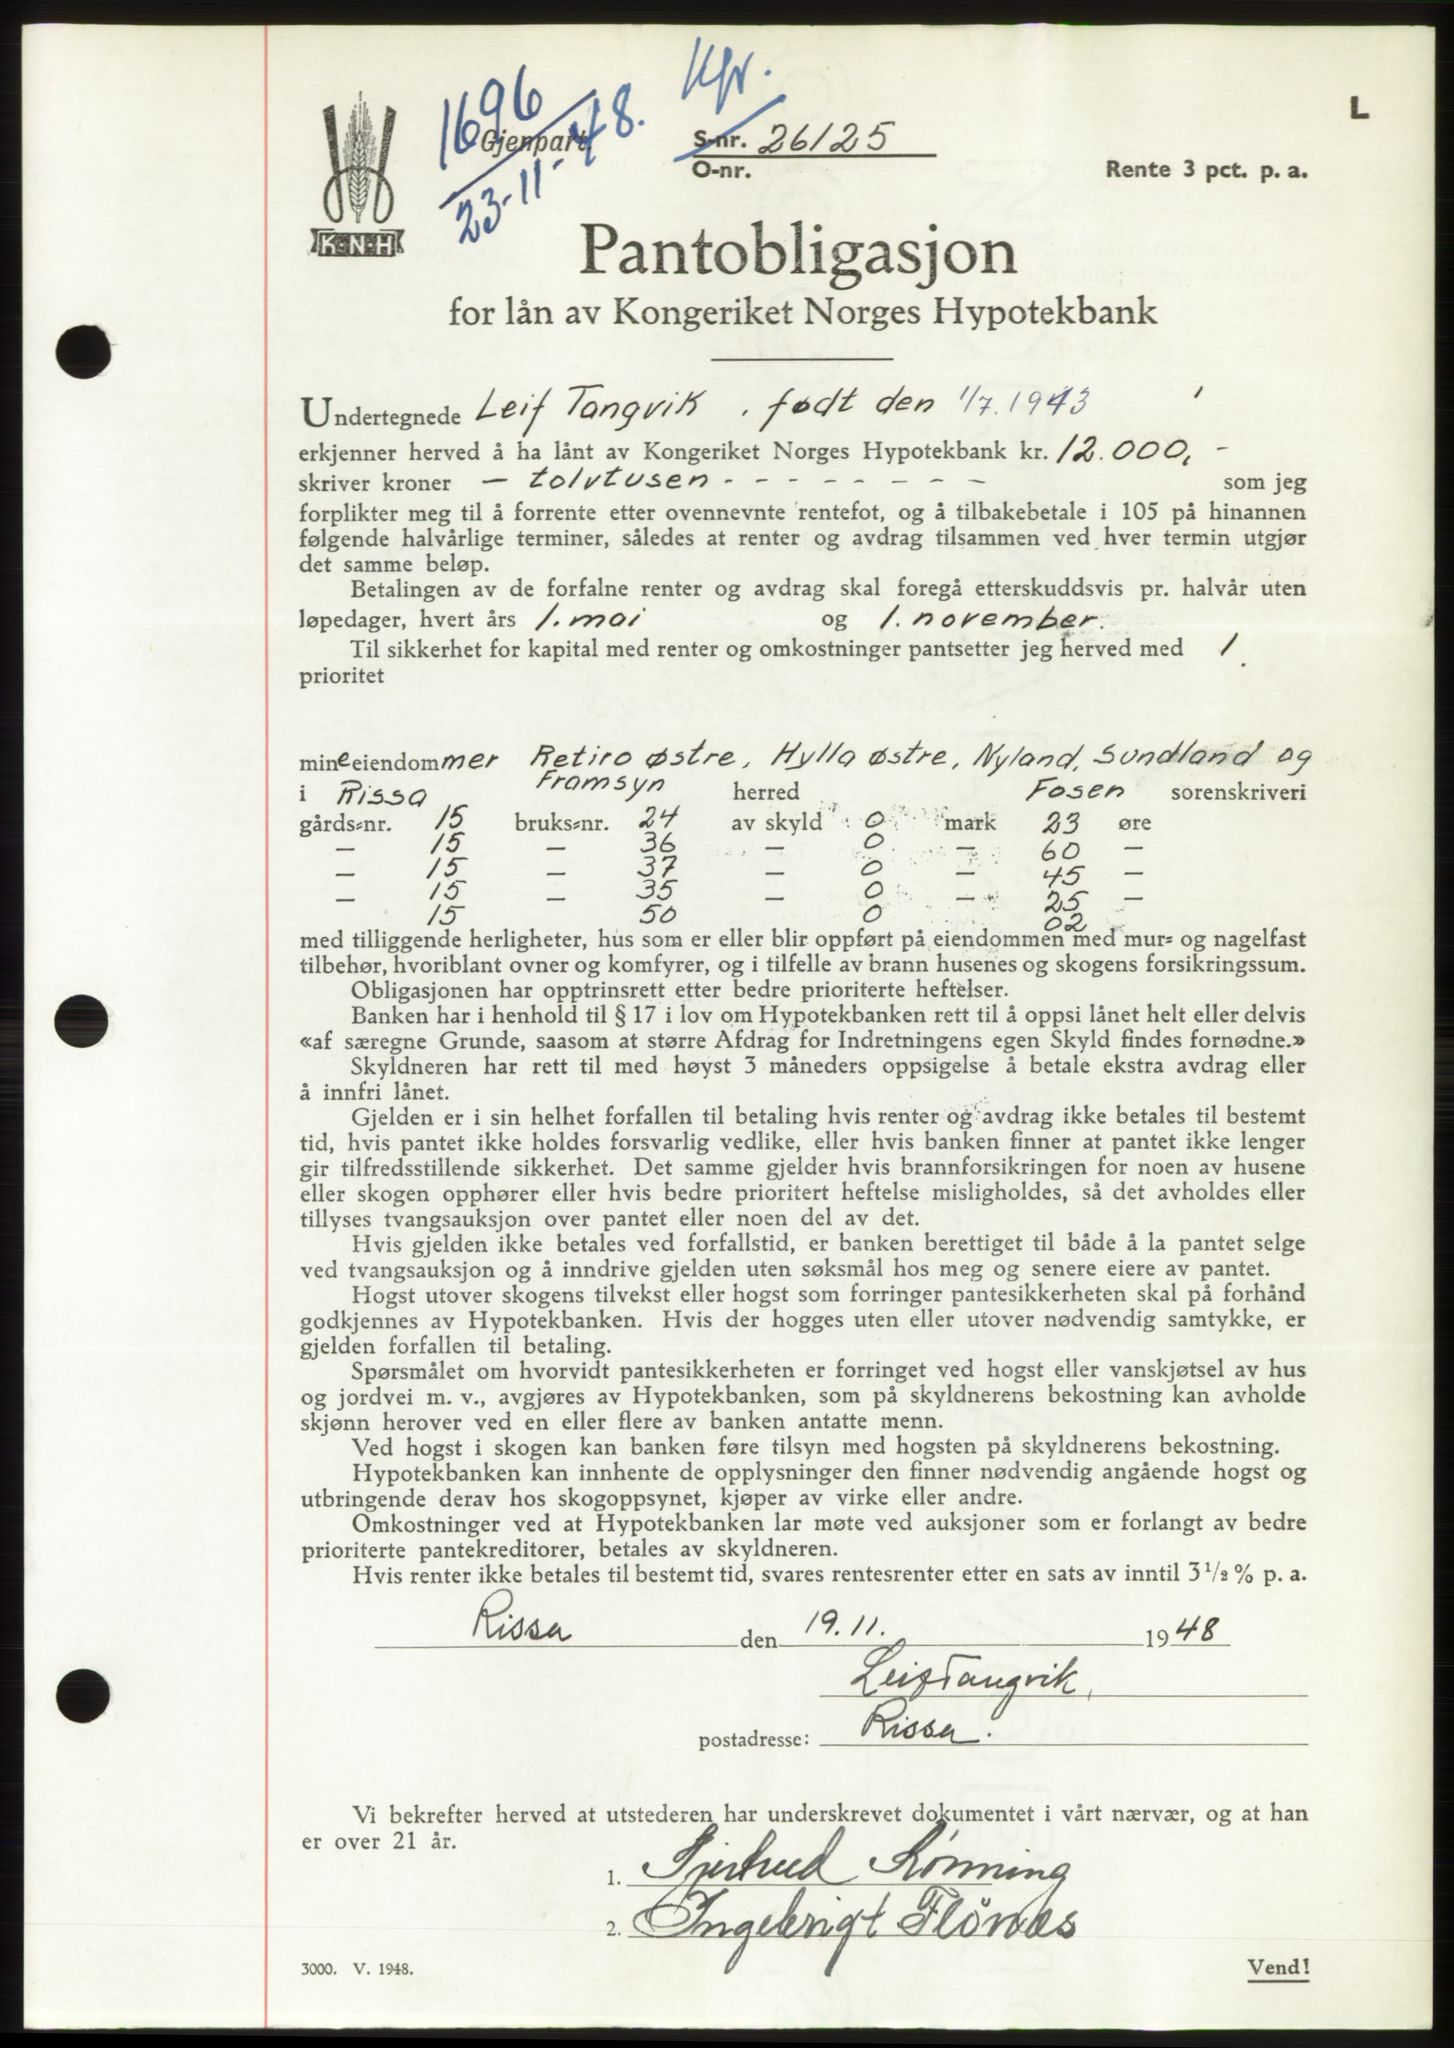 L
1696
Kfr.
Gjenpart
23-11-48.
S-nr. 26125
O-nr.
Rente 3 pct. p. a.
K-N-H
Pantobligasjon
for lån av Kongeriket Norges Hypotekbank
Undertegnede Leif Tangvik, født den 1/7.1913
erkjenner herved å ha lånt av Kongeriket Norges Hypotekbank kr. 12.000,-
skriver kroner - tolvtusen - - - - - - - - som jeg
forplikter meg til å forrente etter ovennevnte rentefot, og å tilbakebetale i 105 på hinannen
følgende halvårlige terminer, således at renter og avdrag tilsammen ved hver termin utgjør
det samme beløp.
Betalingen av de forfalne renter og avdrag skal foregå etterskuddsvis pr. halvår uten
løpedager, hvert års 1. mai og 1. november.
Til sikkerhet for kapital med renter og omkostninger pantsetter jeg herved med 1.
prioritet
mine eiendommer Retiro østre, Hylla østre, Nyland, Sundland og
Framsyn
i Rissa herred Fosen sorenskriveri
gårds-nr. 15 bruks-nr. 24 av skyld 0 mark 23 øre
— 15 — 36 — 0 — 60 —
— 15 — 37 — 0 — 45 —
— 15 — 35 — 0 — 25 —
15 50 0 02
med tilliggende herligheter, hus som er eller blir oppført på eiendommen med mur- og nagelfast
tilbehør, hvoriblant ovner og komfyrer, og i tilfelle av brann husenes og skogens forsikringssum.
Obligasjonen har opptrinsrett etter bedre prioriterte heftelser.
Banken har i henhold til § 17 i lov om Hypotekbanken rett til å oppsi lånet helt eller delvis
«af særegne Grunde, saasom at større Afdrag for Indretningens egen Skyld findes fornødne.»
Skyldneren har rett til med høyst 3 måneders oppsigelse å betale ekstra avdrag eller
å innfri lånet.
Gjelden er i sin helhet forfallen til betaling hvis renter og avdrag ikke betales til bestemt
tid, hvis pantet ikke holdes forsvarlig vedlike, eller hvis banken finner at pantet ikke lenger
gir tilfredsstillende sikkerhet. Det samme gjelder hvis brannforsikringen for noen av husene
eller skogen opphører eller hvis bedre prioritert heftelse misligholdes, så det avholdes eller
tillyses tvangsauksjon over pantet eller noen del av det.
Hvis gjelden ikke betales ved forfallstid, er banken berettiget til både å la pantet selge
ved tvangsauksjon og å inndrive gjelden uten søksmål hos meg og senere eiere av pantet.
Hogst utover skogens tilvekst eller hogst som forringer pantesikkerheten skal på forhånd
godkjennes av Hypotekbanken. Hvis der hogges uten eller utover nødvendig samtykke, er
gjelden forfallen til betaling.
Spørsmålet om hvorvidt pantesikkerheten er forringet ved hogst eller vanskjøtsel av hus
og jordvei m. v., avgjøres av Hypotekbanken, som på skyldnerens bekostning kan avholde
skjønn herover ved en eller flere av banken antatte menn.
Ved hogst i skogen kan banken føre tilsyn med hogsten på skyldnerens bekostning.
Hypotekbanken kan innhente de opplysninger den finner nødvendig angående hogst og
utbringende derav hos skogoppsynet, kjøper av virke eller andre.
Omkostninger ved at Hypotekbanken lar møte ved auksjoner som er forlangt av bedre
prioriterte pantekreditorer, betales av skyldneren.
Hvis renter ikke betales til bestemt tid, svares rentesrenter etter en sats av inntil 3 1/2 % p. a.
Rissa den 19.11. 1948
Leif Tangvik,
postadresse: Rissa.
Vi bekrefter herved at utstederen har underskrevet dokumentet i vårt nærvær, og at han
er over 21 år.
1. Rønning
2. Ingebrigt Flönæs
3000. V. 1948.
Vend!